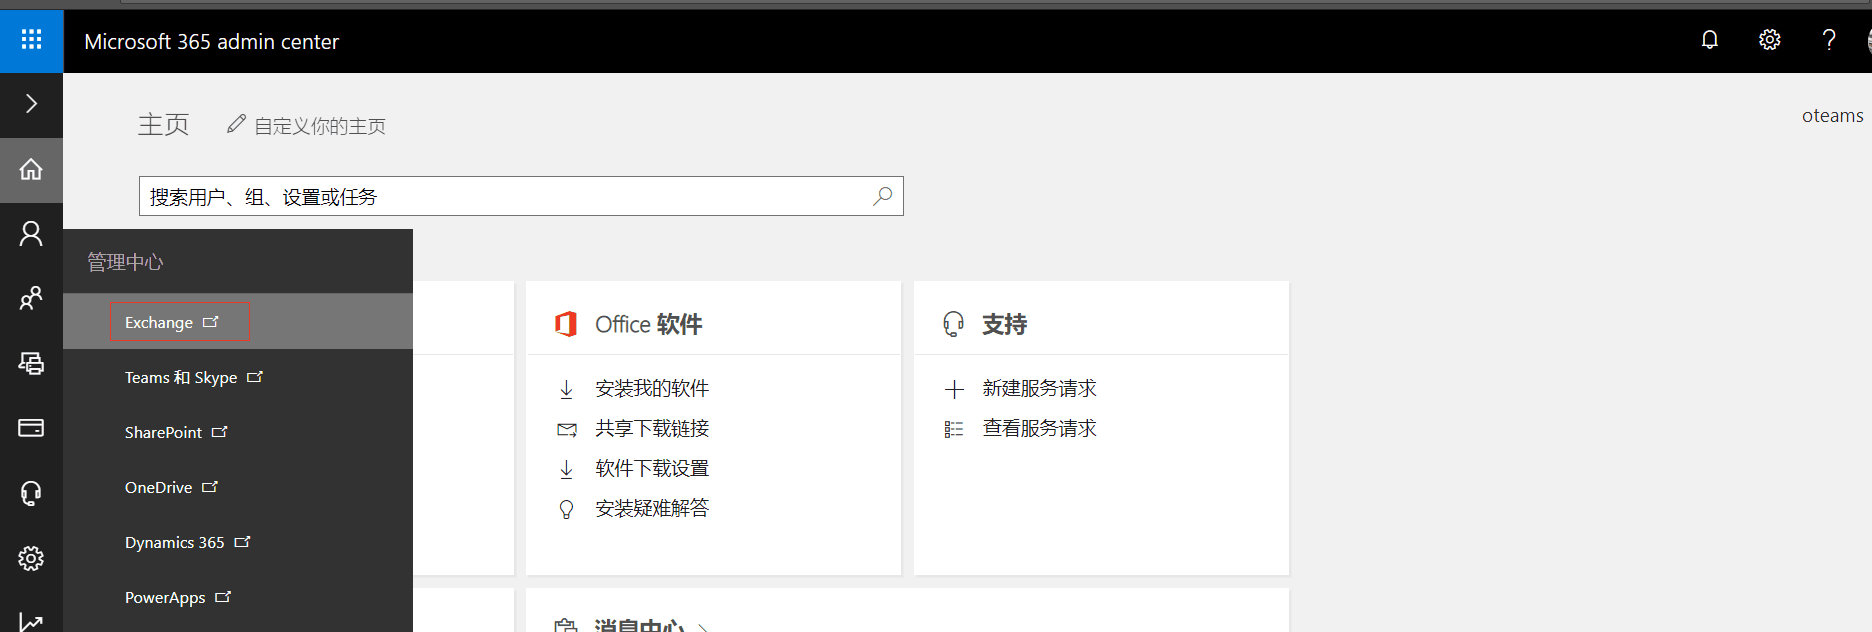 Microsoft 365 admin center
主页 自定义你的主页
oteams
搜索用户、组、设置或任务
管理中心
Exchange
Teams 和 Skype
SharePoint
OneDrive
Dynamics 365
PowerApps
Office 软件
安装我的软件
共享下载链接
软件下载设置
安装疑难解答
支持
新建服务请求
查看服务请求
消息中心